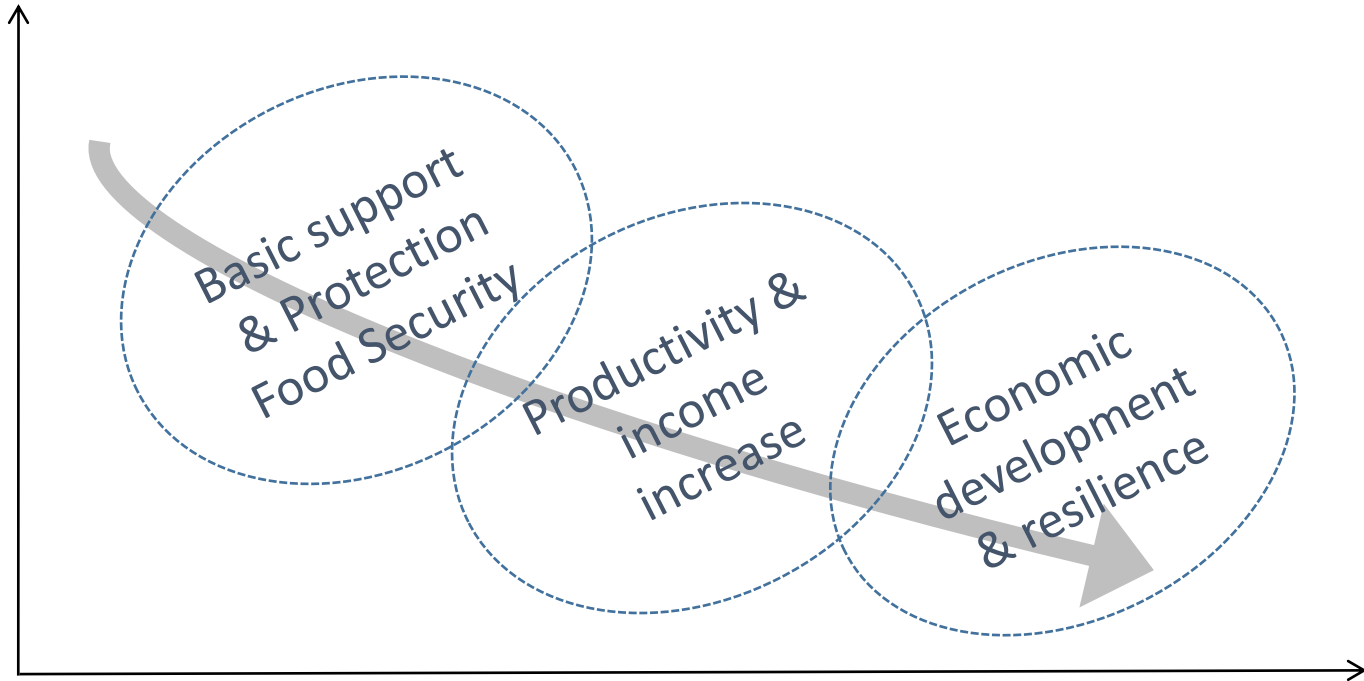 Basic support
& Protection
Food Security
Productivity &
income
increase
Economic
development
& resilience